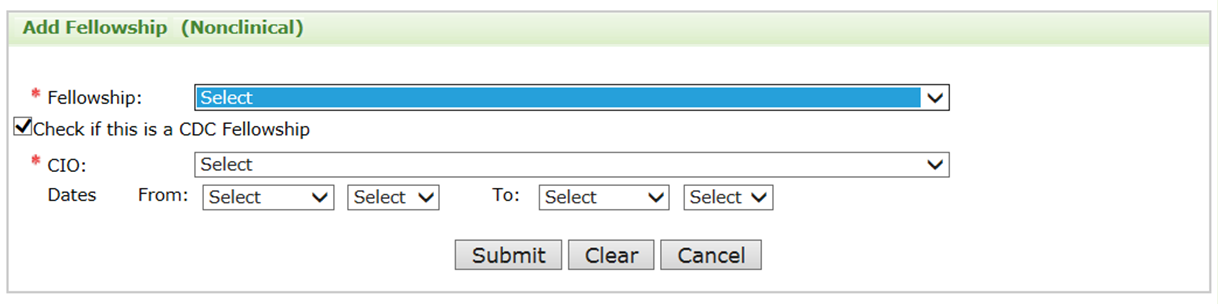 Add Fellowship (Nonclinical)
* Fellowship: Select
Check if this is a CDC Fellowship
* CIO: Select
Dates From: Select Select To: Select Select
Submit Clear Cancel